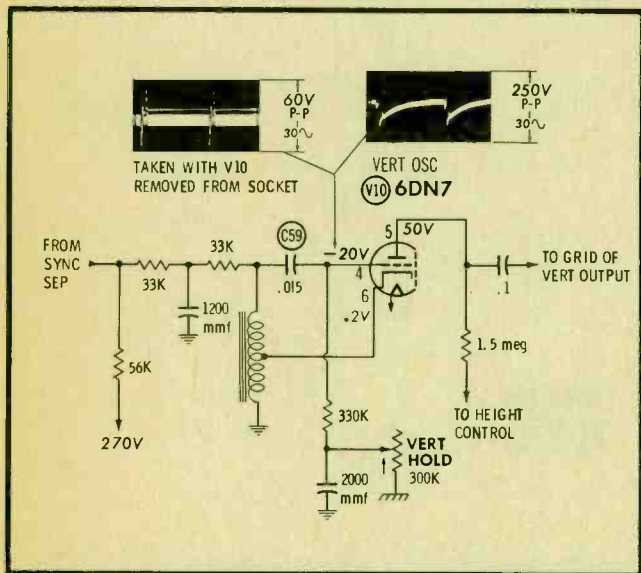 60V
P-P
30∿
250V
P-P
30∿
TAKEN WITH V10
REMOVED FROM SOCKET
VERT OSC
V10 6DN7
FROM
SYNC
SEP
33K
33K
C59
.015
-20V
4
5
50V
6
.2V
TO GRID OF
VERT OUTPUT
.1
1200
mmf
56K
270V
330K
1.5 meg
TO HEIGHT
CONTROL
2000
mmf
VERT
HOLD
300K